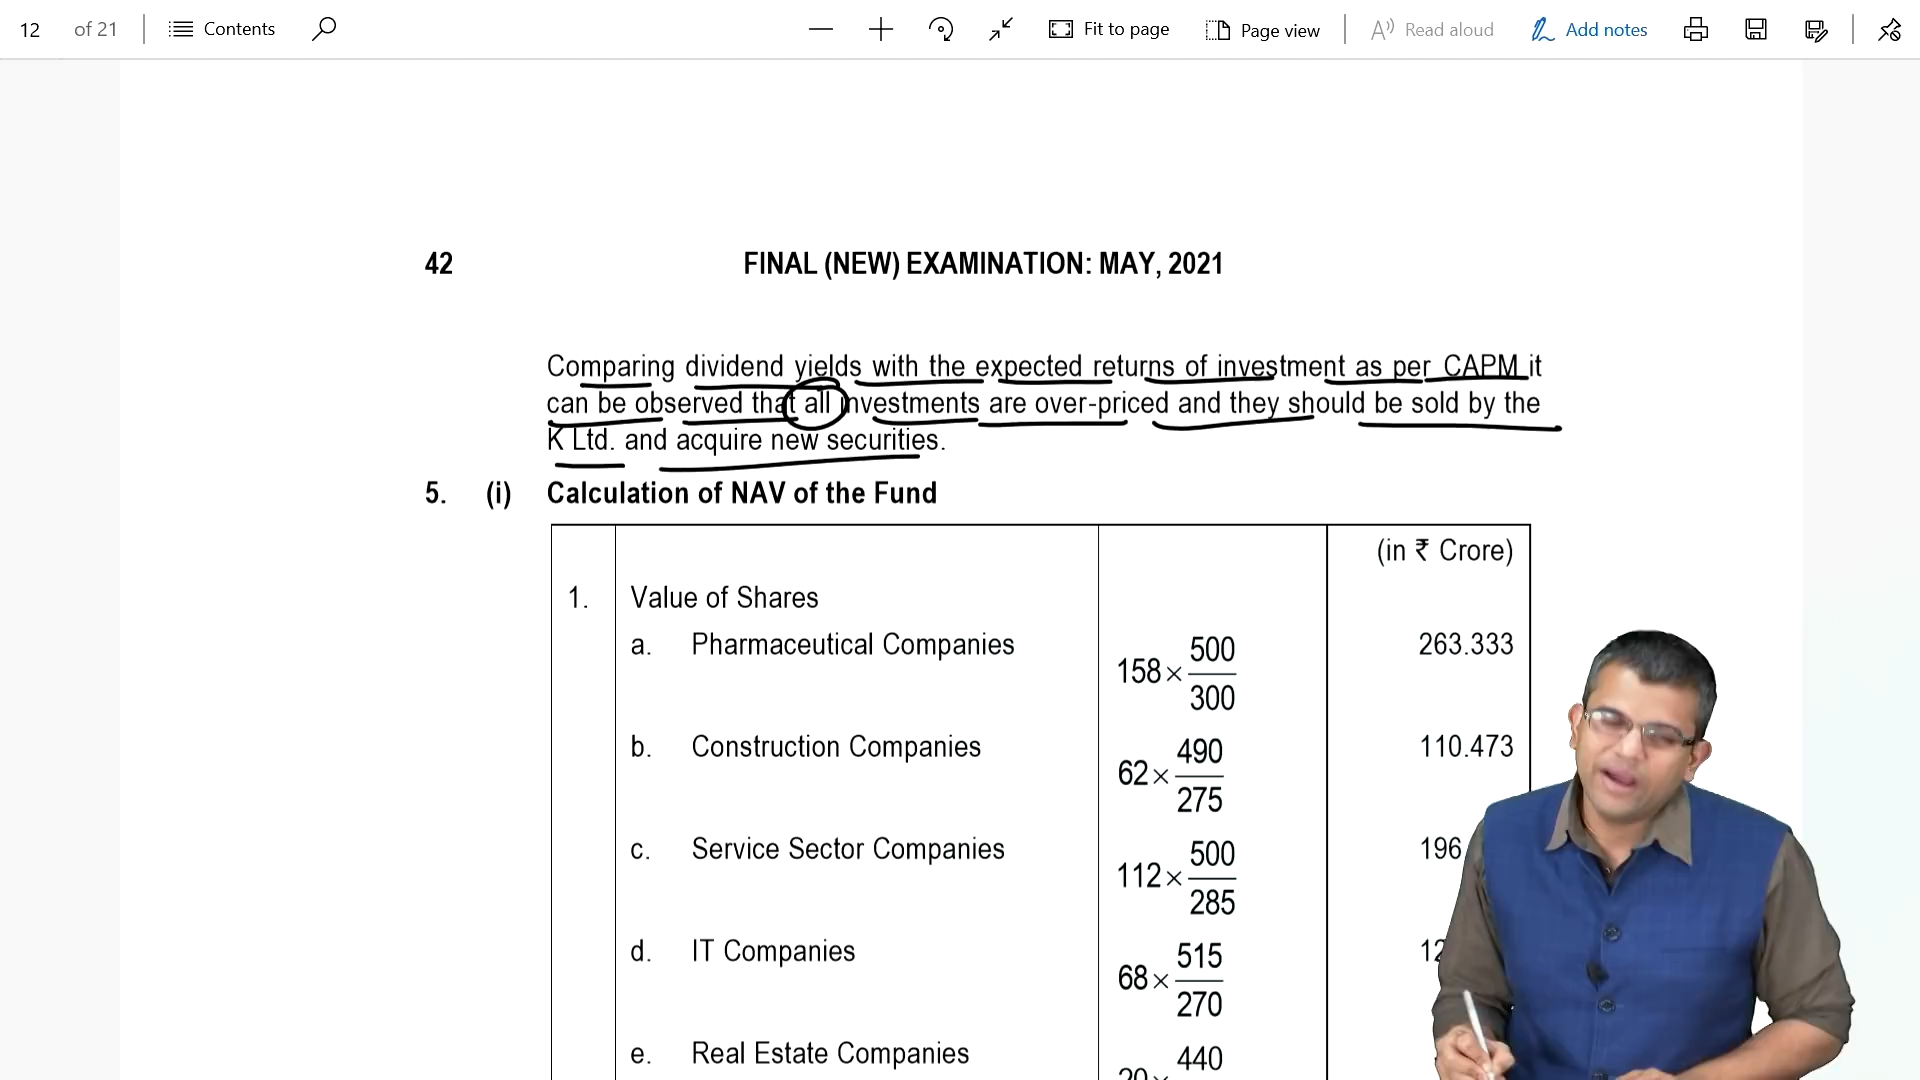 12 of 21 Contents Fit to page Page view Read aloud Add notes
42 FINAL (NEW) EXAMINATION: MAY, 2021
Comparing dividend yields with the expected returns of investment as per CAPM it
can be observed that all investments are over-priced and they should be sold by the
K Ltd. and acquire new securities.
5. (i) Calculation of NAV of the Fund
(in ₹ Crore)
1. Value of Shares
a. Pharmaceutical Companies 158 × 500/300 263.333
b. Construction Companies 62 × 490/275 110.473
c. Service Sector Companies 112 × 500/285 196
d. IT Companies 68 × 515/270 12
e. Real Estate Companies 20 × 440